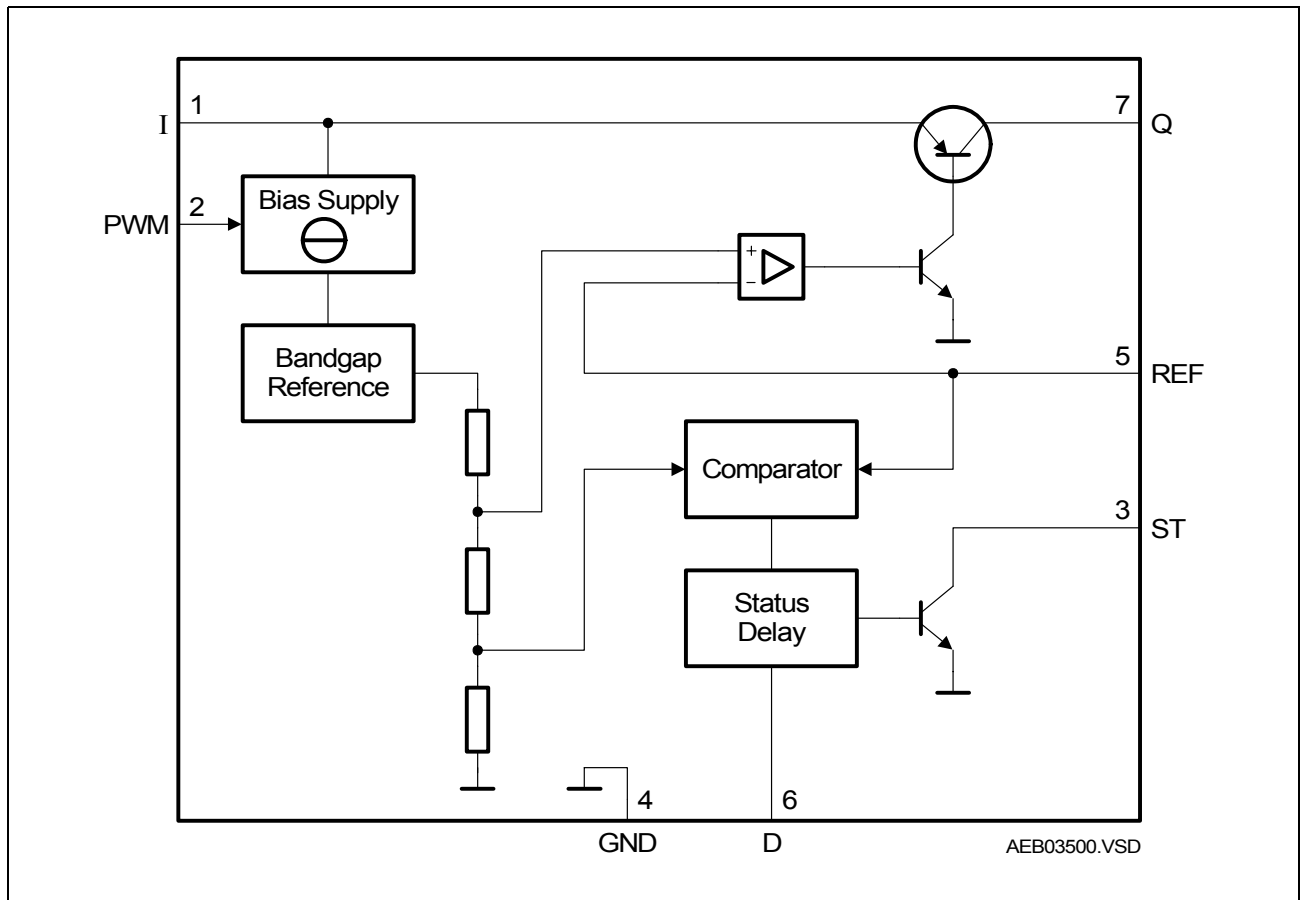 1
7
I
Q
Bias Supply
2
PWM
+
−
Bandgap
Reference
5
REF
Comparator
3
ST
Status
Delay
4
6
GND
D
AEB03500.VSD